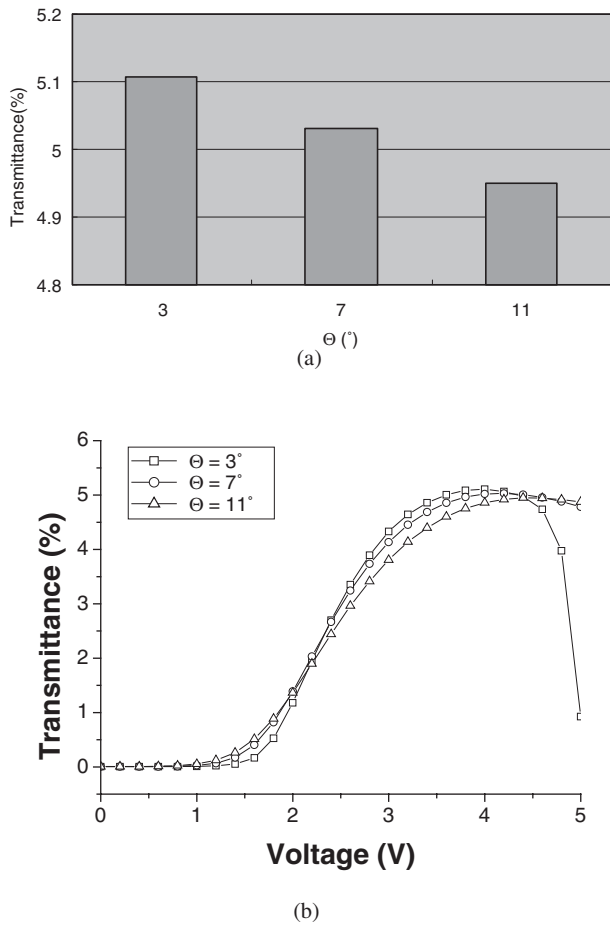 5.2
5.1
5
4.9
4.8
Transmittance(%)
3 7 11
Θ (°)
(a)
6
5
4
3
2
1
0
Transmittance (%)
Θ = 3°
Θ = 7°
Θ = 11°
0 1 2 3 4 5
Voltage (V)
(b)